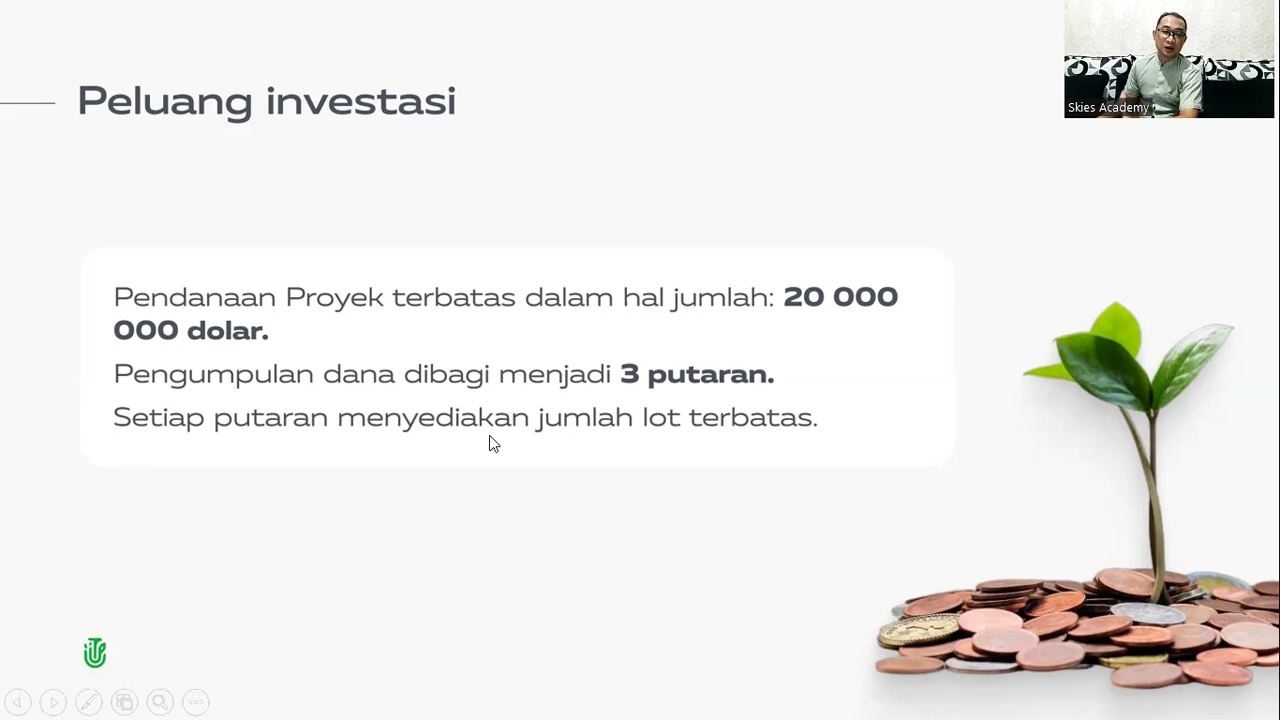 Peluang investasi
Skies Academy
Pendanaan Proyek terbatas dalam hal jumlah: 20 000
000 dolar.
Pengumpulan dana dibagi menjadi 3 putaran.
Setiap putaran menyediakan jumlah lot terbatas.